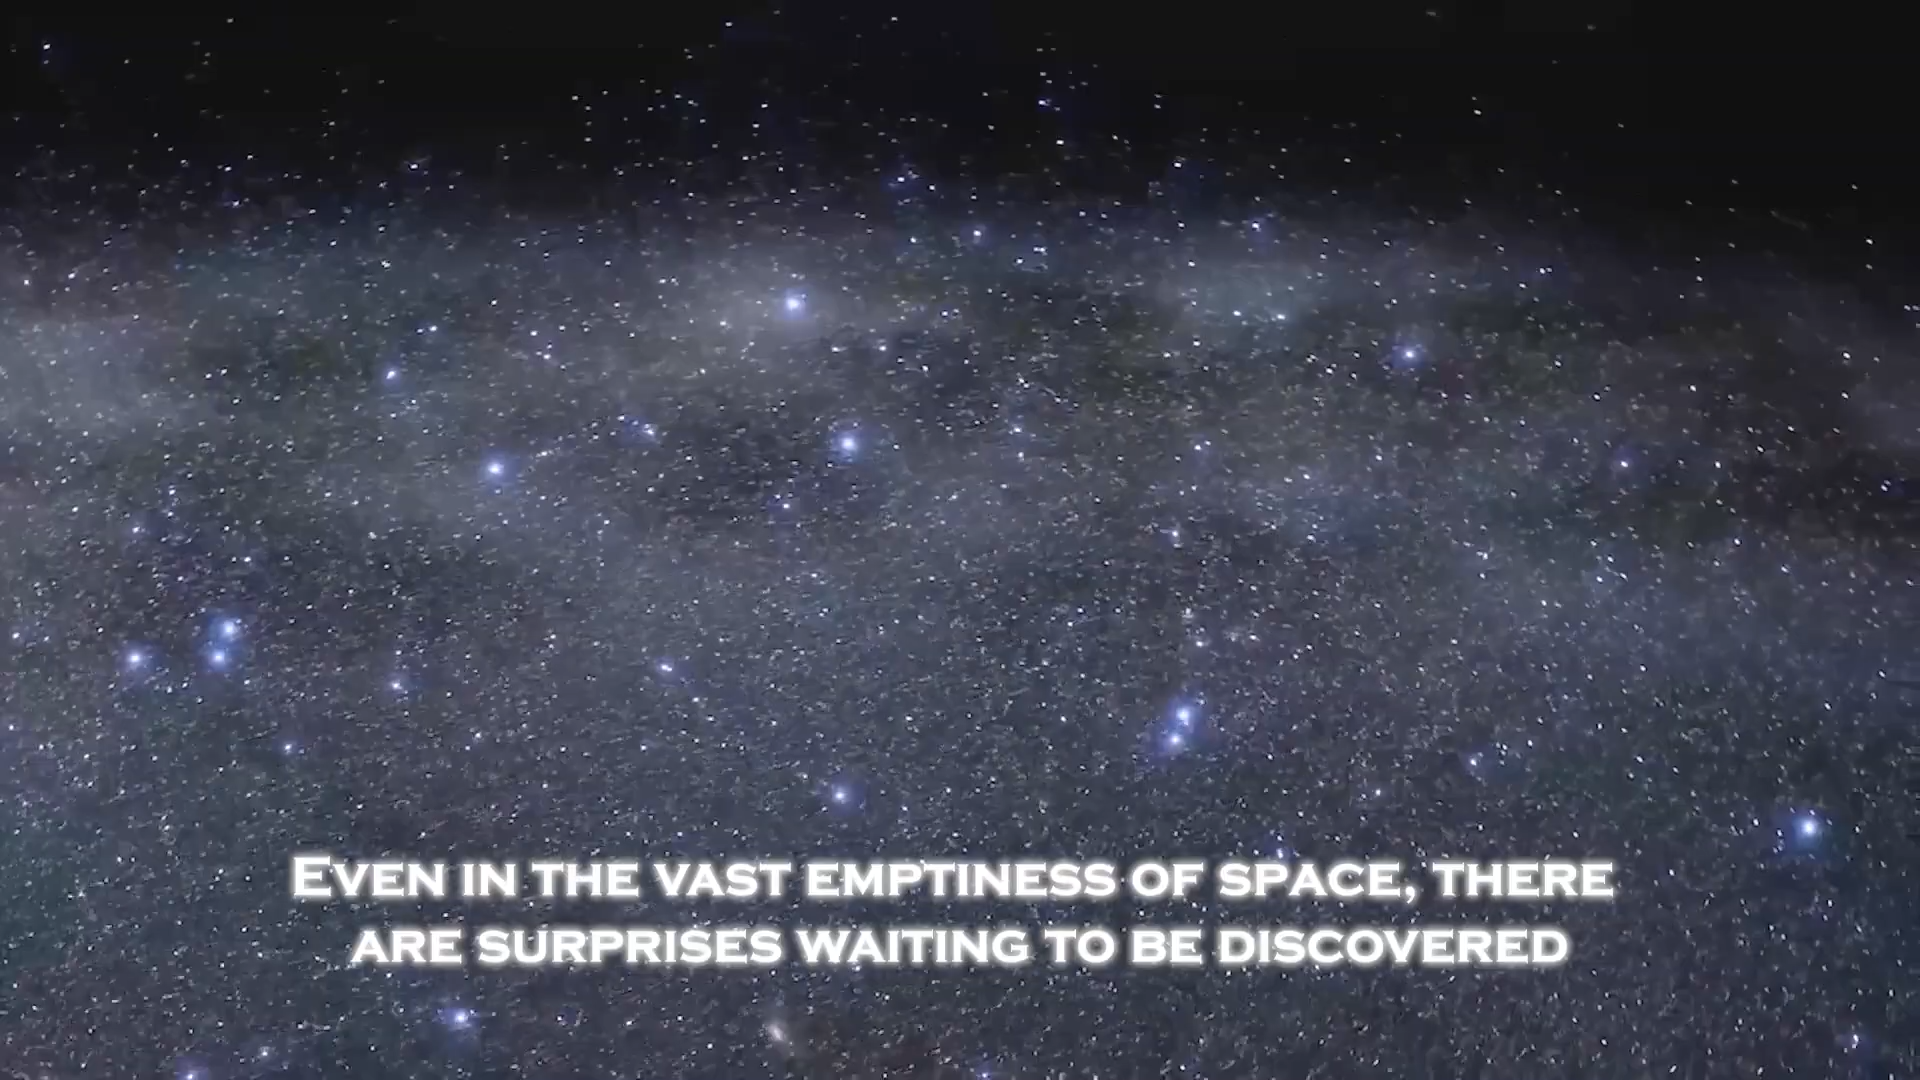 Even in the vast emptiness of space, there
are surprises waiting to be discovered